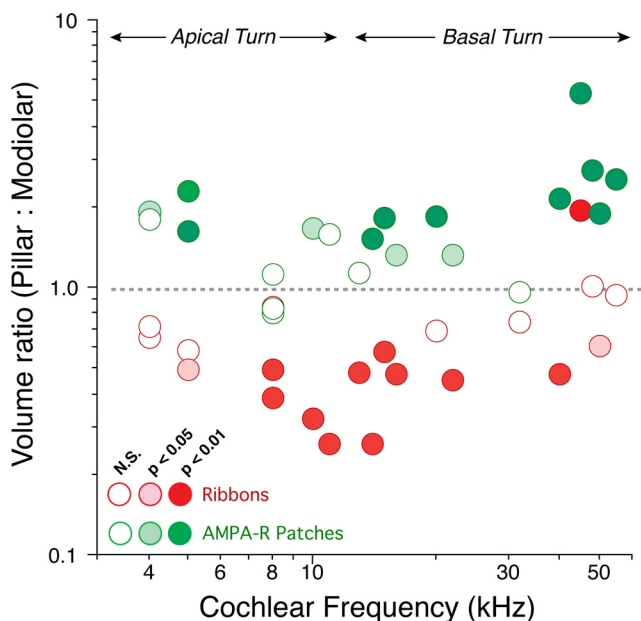 10
Apical Turn
Basal Turn
Volume ratio (Pillar : Modiolar)
1.0
N.S.
p < 0.05
p < 0.01
Ribbons
AMPA-R Patches
0.1
4 6 8 10 20 30 50
Cochlear Frequency (kHz)